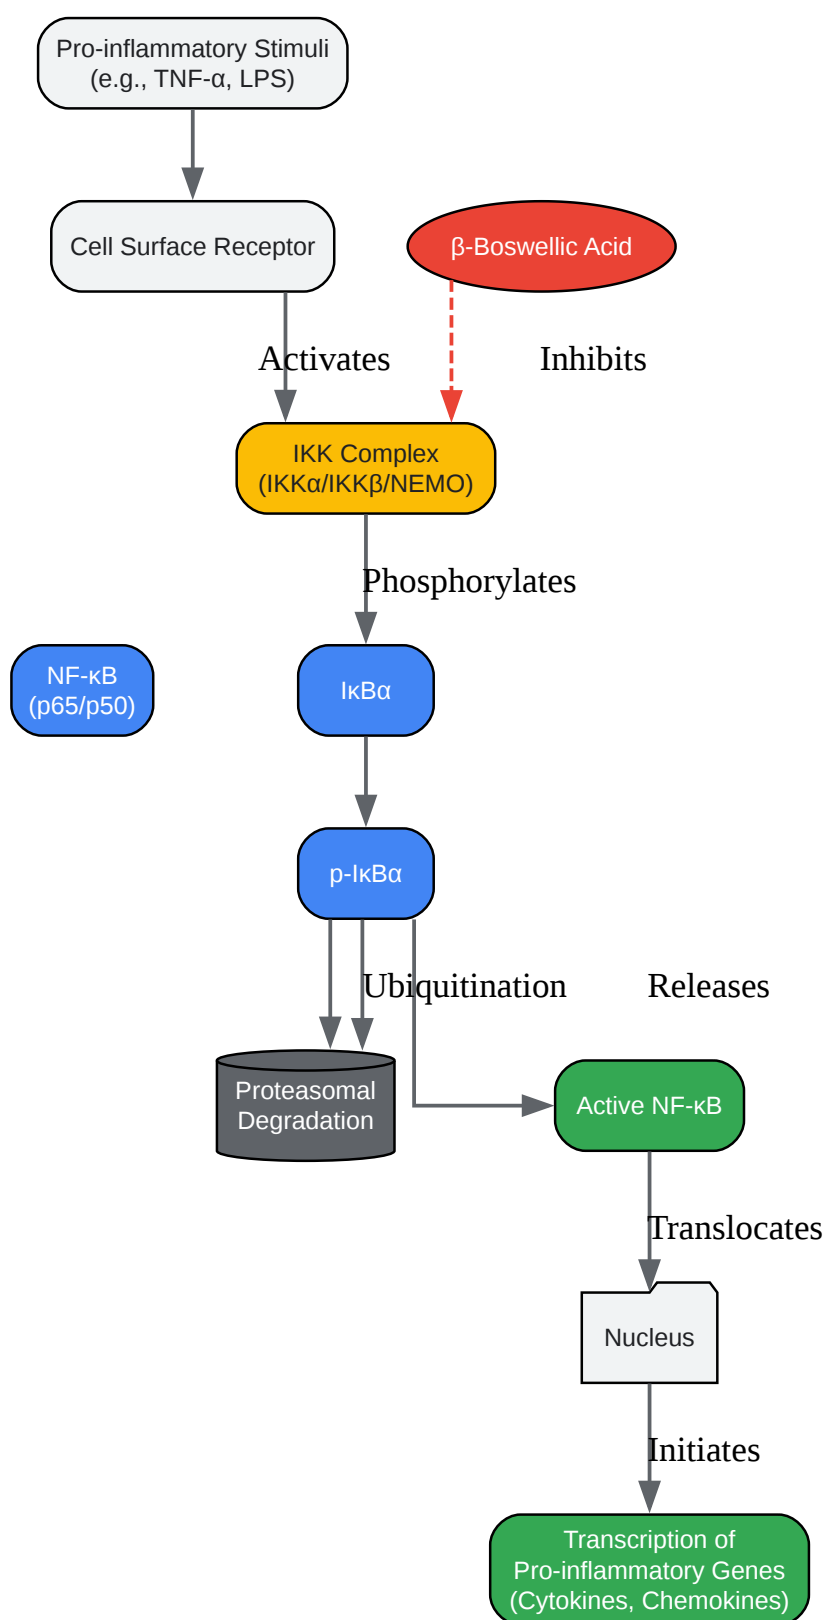 Pro-inflammatory Stimuli
(e.g., TNF-α, LPS)
Cell Surface Receptor
β-Boswellic Acid
Activates
Inhibits
IKK Complex
(IKKα/IKKβ/NEMO)
Phosphorylates
NF-κB
(p65/p50)
IκBα
p-IκBα
Ubiquitination
Releases
Proteasomal
Degradation
Active NF-κB
Translocates
Nucleus
Initiates
Transcription of
Pro-inflammatory Genes
(Cytokines, Chemokines)